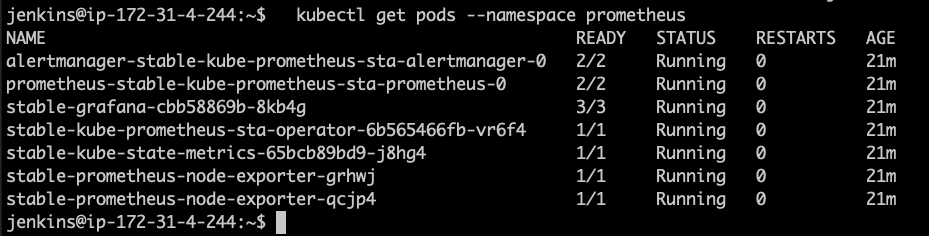 jenkins@ip-172-31-4-244:~$   kubectl get pods --namespace prometheus
NAME                                                     READY   STATUS    RESTARTS   AGE
alertmanager-stable-kube-prometheus-sta-alertmanager-0   2/2     Running   0          21m
prometheus-stable-kube-prometheus-sta-prometheus-0       2/2     Running   0          21m
stable-grafana-cbb58869b-8kb4g                           3/3     Running   0          21m
stable-kube-prometheus-sta-operator-6b565466fb-vr6f4     1/1     Running   0          21m
stable-kube-state-metrics-65bcb89bd9-j8hg4               1/1     Running   0          21m
stable-prometheus-node-exporter-grhwj                    1/1     Running   0          21m
stable-prometheus-node-exporter-qcjp4                    1/1     Running   0          21m
jenkins@ip-172-31-4-244:~$